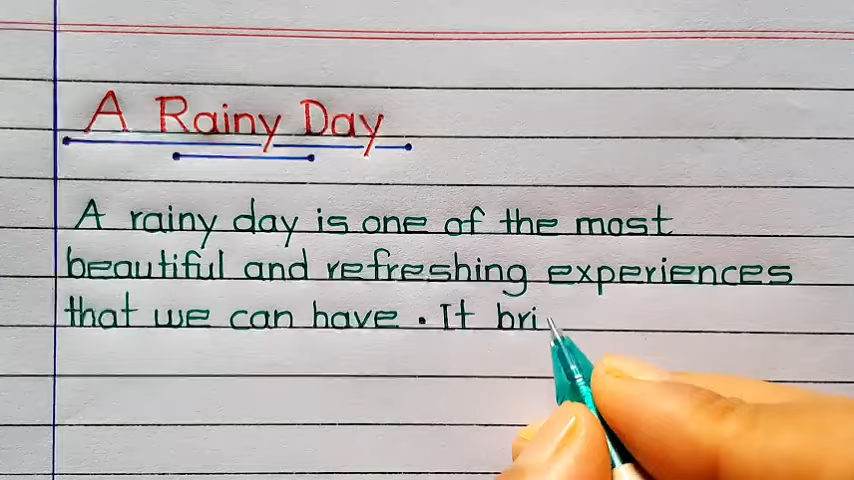 A Rainy Day
A rainy day is one of the most
beautiful and refreshing experiences
that we can have. It bri